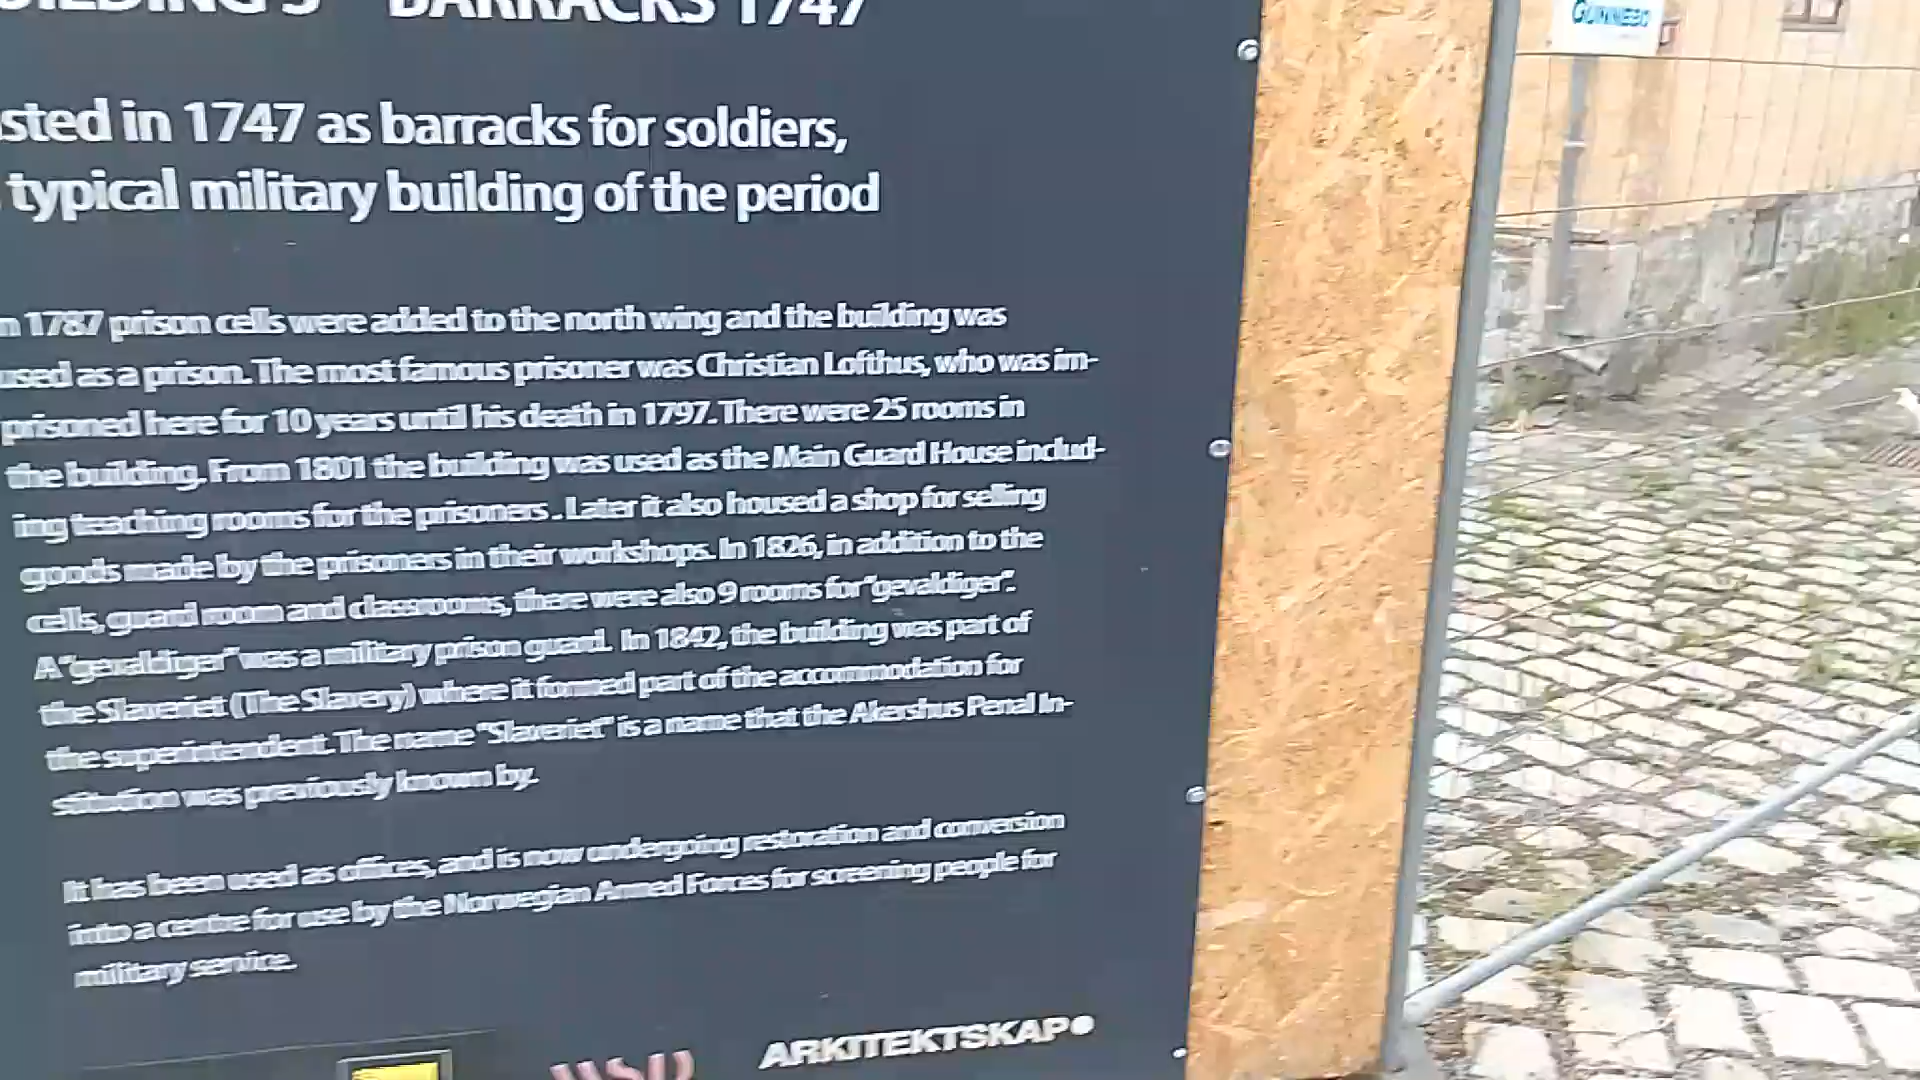 BARRACKS 1747
in 1747 as barracks for soldiers,
typical military building of the period
1787 prison cells were added to the north wing and the building was
used as a prison. The most famous prisoner was Christian Lofthus, who was im-
prisoned here for 10 years until his death in 1797. There were 25 rooms in
the building. From 1801 the building was used as the Main Guard House includ-
ing teaching rooms for the prisoners . Later it also housed a shop for selling
goods made by the prisoners in their workshops. In 1826, in addition to the
cells, guard room and classrooms, there were also 9 rooms for "gevaldiger".
A "gevaldiger" was a military prison guard. In 1842, the building was part of
the Slaveriet (The Slavery) where it formed part of the accommodation for
the superintendent. The name "Slaveriet" is a name that the Akershus Penal In-
stitution was previously known by.
It has been used as offices, and is now undergoing restoration and conversion
into a centre for use by the Norwegian Armed Forces for screening people for
military service.
ARKITEKTSKAP